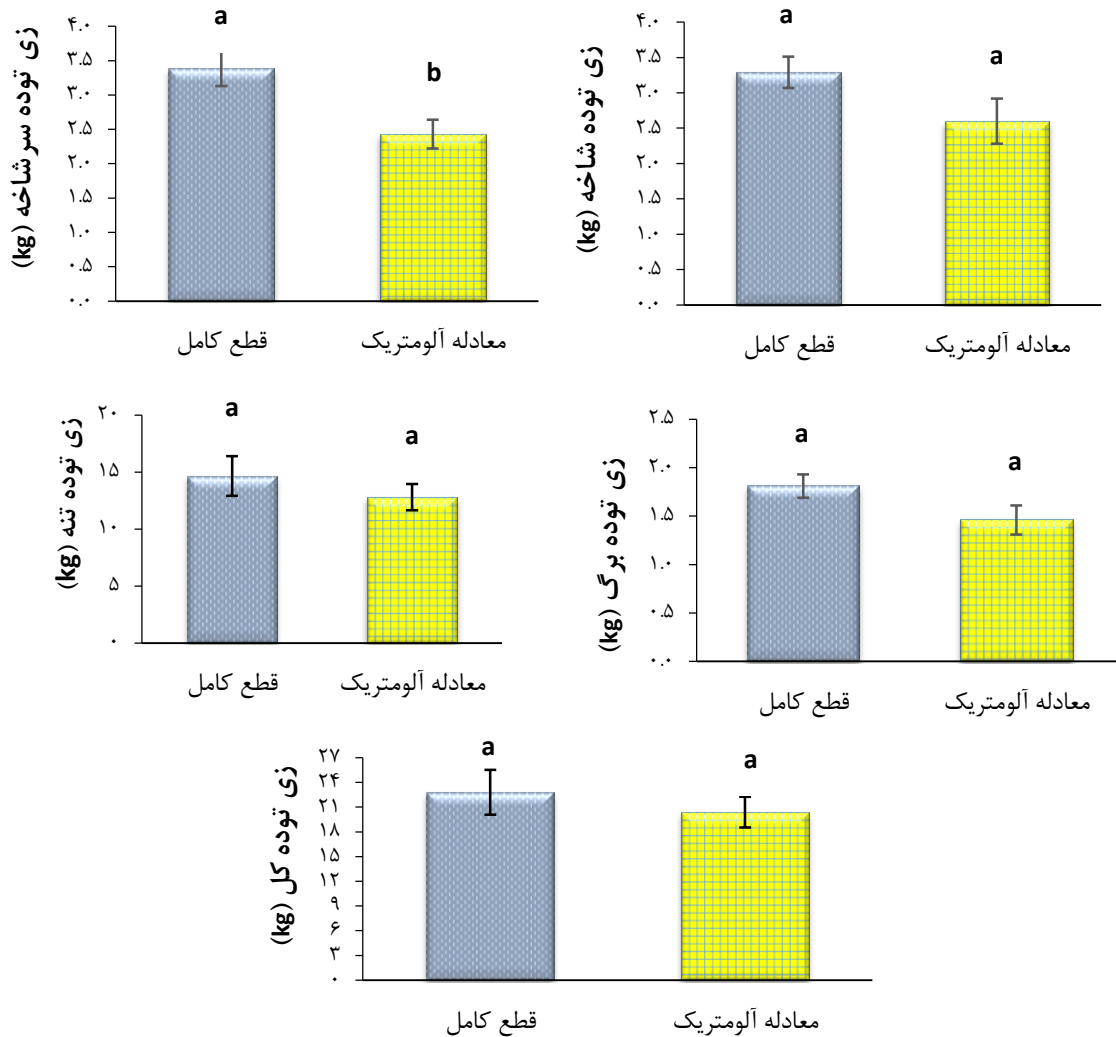 زی توده سرشاخه (kg)
۴.۰
۳.۵
۳.۰
۲.۵
۲.۰
۱.۵
۱.۰
۰.۵
۰.۰
a
b
قطع کامل
معادله آلومتریک
زی توده شاخه (kg)
۴.۰
۳.۵
۳.۰
۲.۵
۲.۰
۱.۵
۱.۰
۰.۵
۰.۰
a
a
قطع کامل
معادله آلومتریک
زی توده تنه (kg)
۲۰
۱۵
۱۰
۵
۰
a
a
قطع کامل
معادله آلومتریک
زی توده برگ (kg)
۲.۵
۲.۰
۱.۵
۱.۰
۰.۵
۰.۰
a
a
قطع کامل
معادله آلومتریک
زی توده کل (kg)
۲۷
۲۴
۲۱
۱۸
۱۵
۱۲
۹
۶
۳
۰
a
a
قطع کامل
معادله آلومتریک